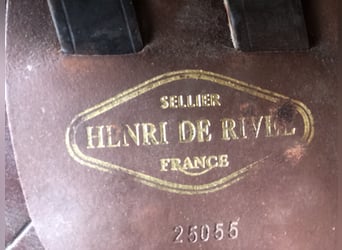 SELLIER
HENRI DE RIVEL
FRANCE
25055